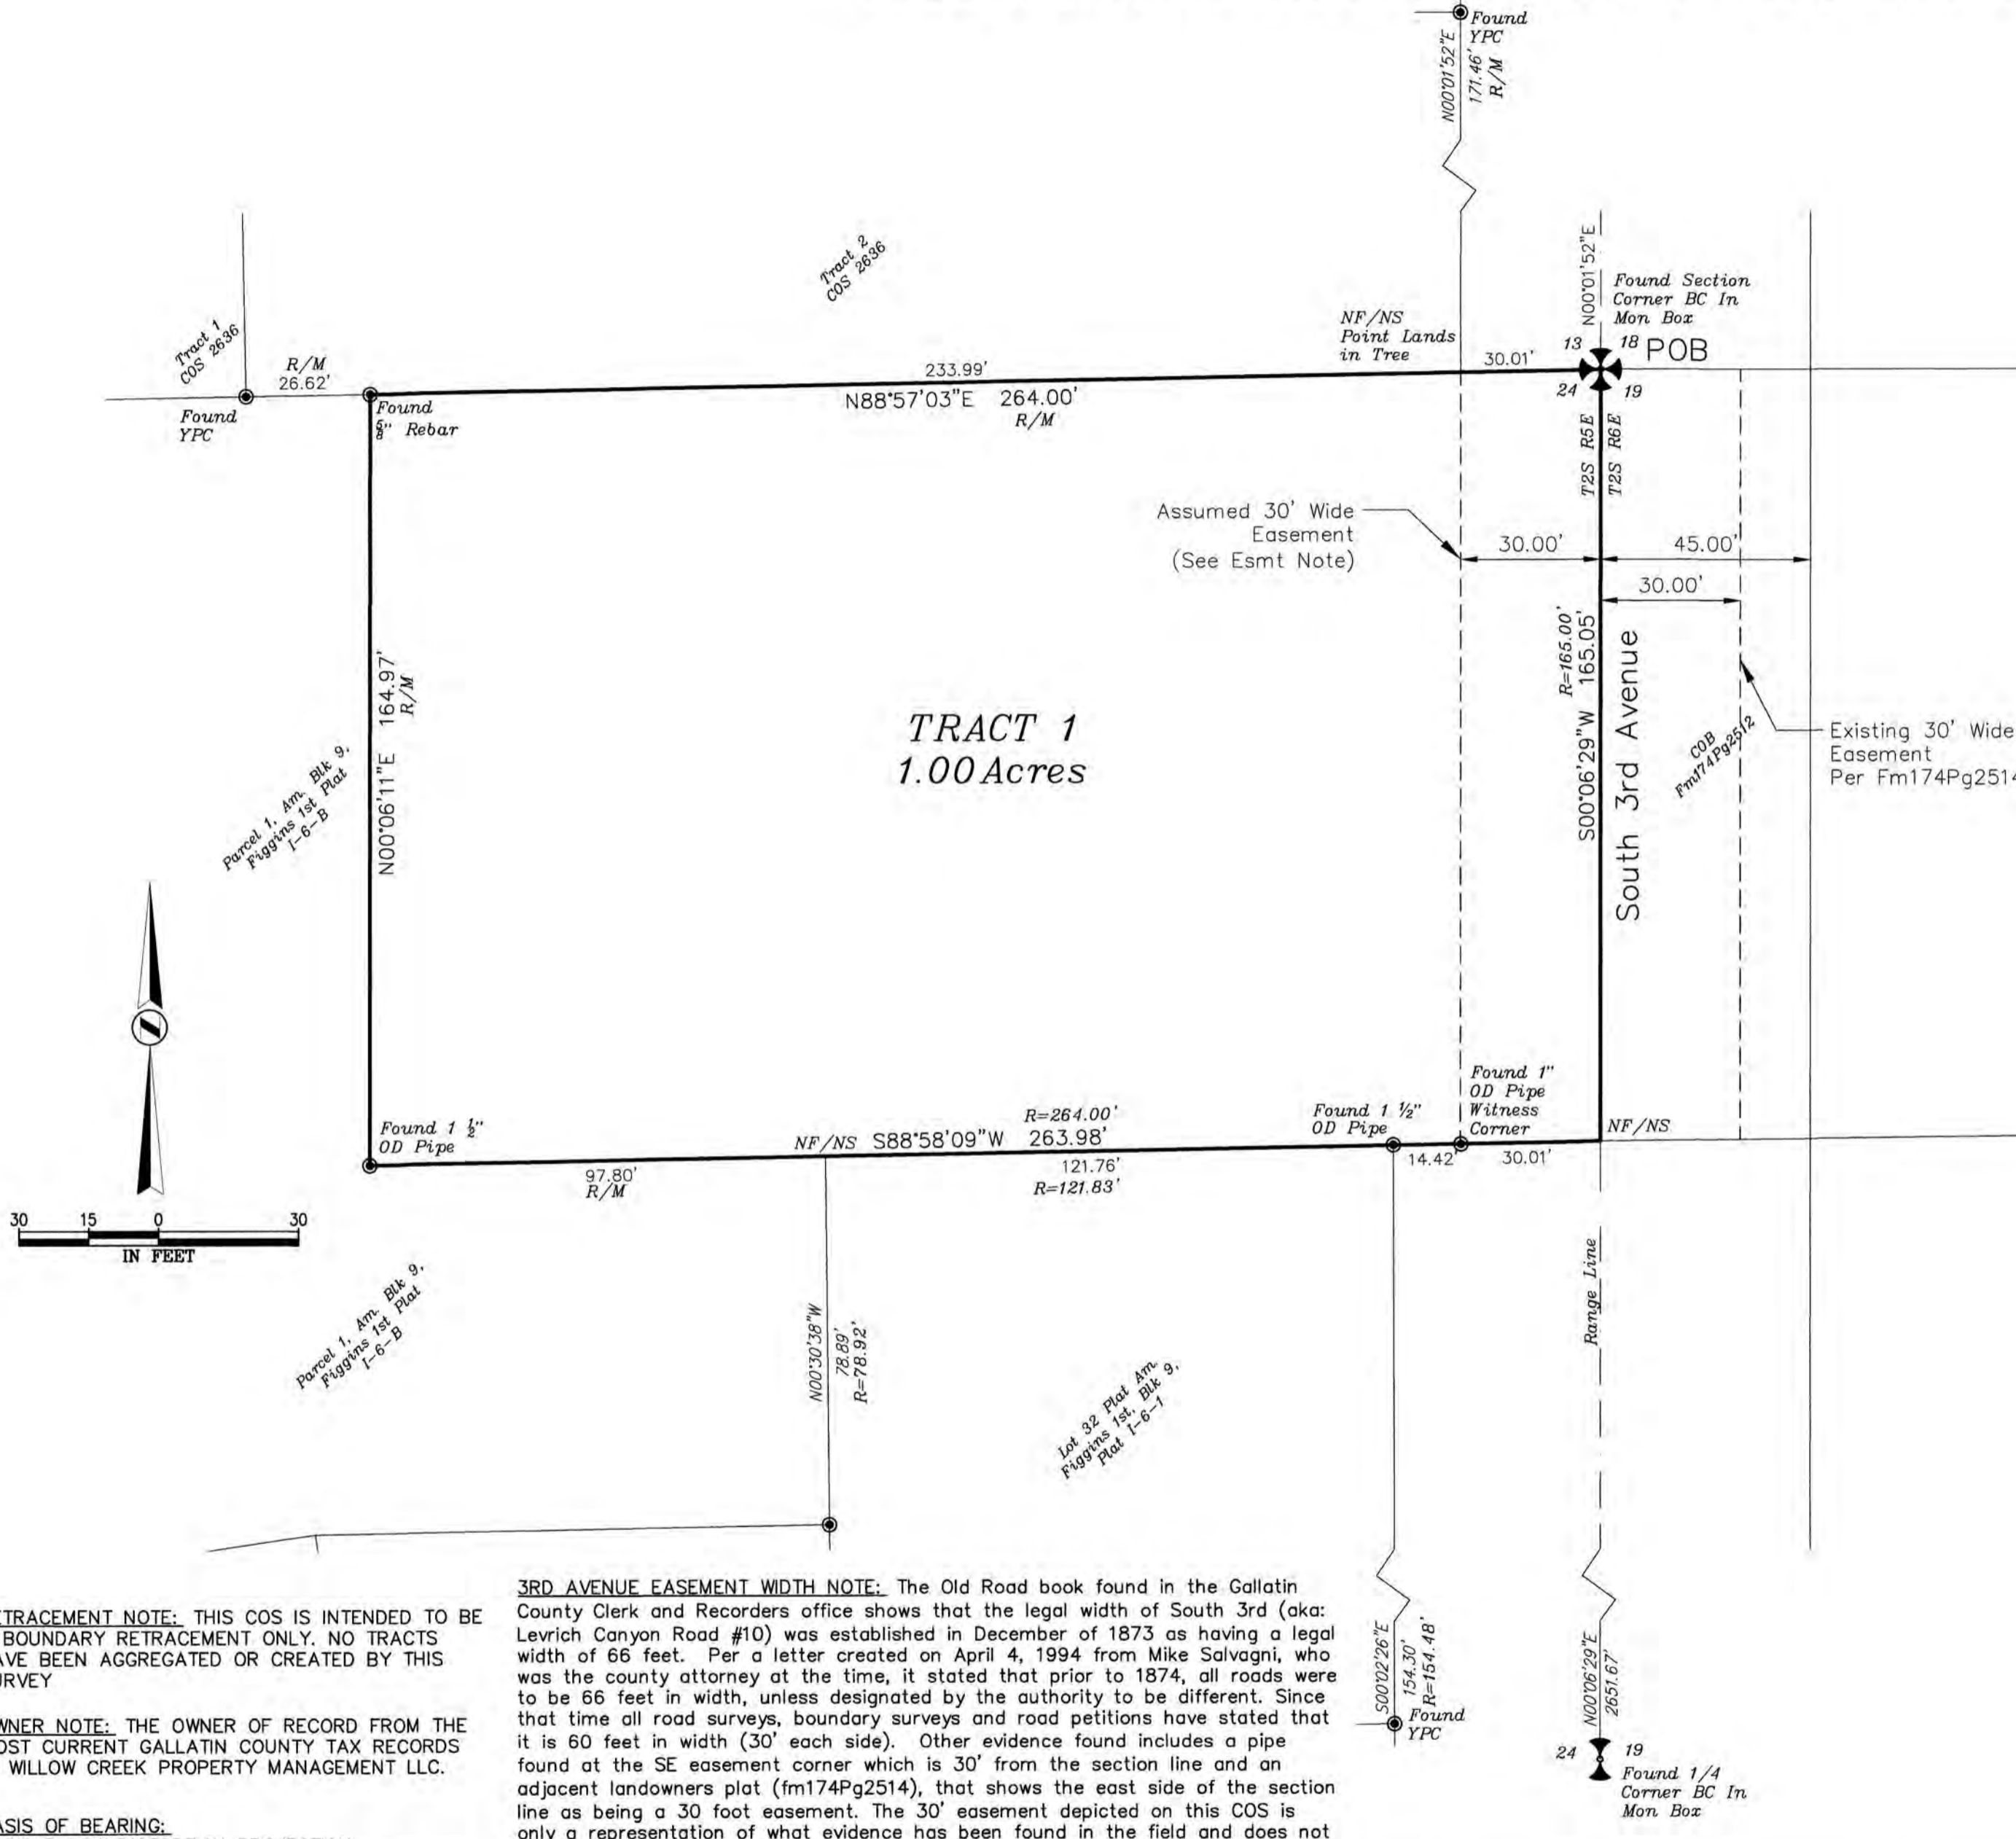 Found
YPC
N00°01'52"E
171.46'
R/M
Tract 2
COS 2636
Tract 1
COS 2636
R/M
26.62'
Found
YPC
Found
5/8" Rebar
233.99'
N88°57'03"E 264.00'
R/M
NF/NS
Point Lands
in Tree
30.01'
N00°01'52"E
Found Section
Corner BC In
Mon Box
13
18
POB
24
19
T2S R5E
T2S R6E
Assumed 30' Wide
Easement
(See Esmt Note)
30.00'
45.00'
30.00'
R=165.00'
S00°06'29"W 165.05'
South 3rd Avenue
COB
Fm174Pg2512
Existing 30' Wide
Easement
Per Fm174Pg2514
N00°06'11"E 164.97'
R/M
Parcel 1, Am. Blk 9,
Figgins 1st Plat
I-6-B
TRACT 1
1.00 Acres
Found 1 ½"
OD Pipe
97.80'
R/M
NF/NS S88°58'09"W 263.98'
R=264.00'
121.76'
R=121.83'
Found 1 ½"
OD Pipe
Found 1"
OD Pipe
Witness
Corner
14.42'
30.01'
NF/NS
30 15 0 30
IN FEET
Parcel 1, Am. Blk 9,
Figgins 1st Plat
I-6-B
N00°30'38"W
78.89'
R=78.92'
Lot 32 Plat Am.
Figgins 1st, Blk 9,
Plat I-6-1
Range Line
S00°02'26"E
154.30'
R=154.48'
Found
YPC
N00°06'29"E
2651.67'
24
19
Found 1/4
Corner BC In
Mon Box
ETRACEMENT NOTE: THIS COS IS INTENDED TO BE
BOUNDARY RETRACEMENT ONLY. NO TRACTS
AVE BEEN AGGREGATED OR CREATED BY THIS
URVEY
WNER NOTE: THE OWNER OF RECORD FROM THE
OST CURRENT GALLATIN COUNTY TAX RECORDS
WILLOW CREEK PROPERTY MANAGEMENT LLC.
ASIS OF BEARING:
3RD AVENUE EASEMENT WIDTH NOTE: The Old Road book found in the Gallatin
County Clerk and Recorders office shows that the legal width of South 3rd (aka:
Levrich Canyon Road #10) was established in December of 1873 as having a legal
width of 66 feet. Per a letter created on April 4, 1994 from Mike Salvagni, who
was the county attorney at the time, it stated that prior to 1874, all roads were
to be 66 feet in width, unless designated by the authority to be different. Since
that time all road surveys, boundary surveys and road petitions have stated that
it is 60 feet in width (30' each side). Other evidence found includes a pipe
found at the SE easement corner which is 30' from the section line and an
adjacent landowners plat (fm174Pg2514), that shows the east side of the section
line as being a 30 foot easement. The 30' easement depicted on this COS is
only a representation of what evidence has been found in the field and does not